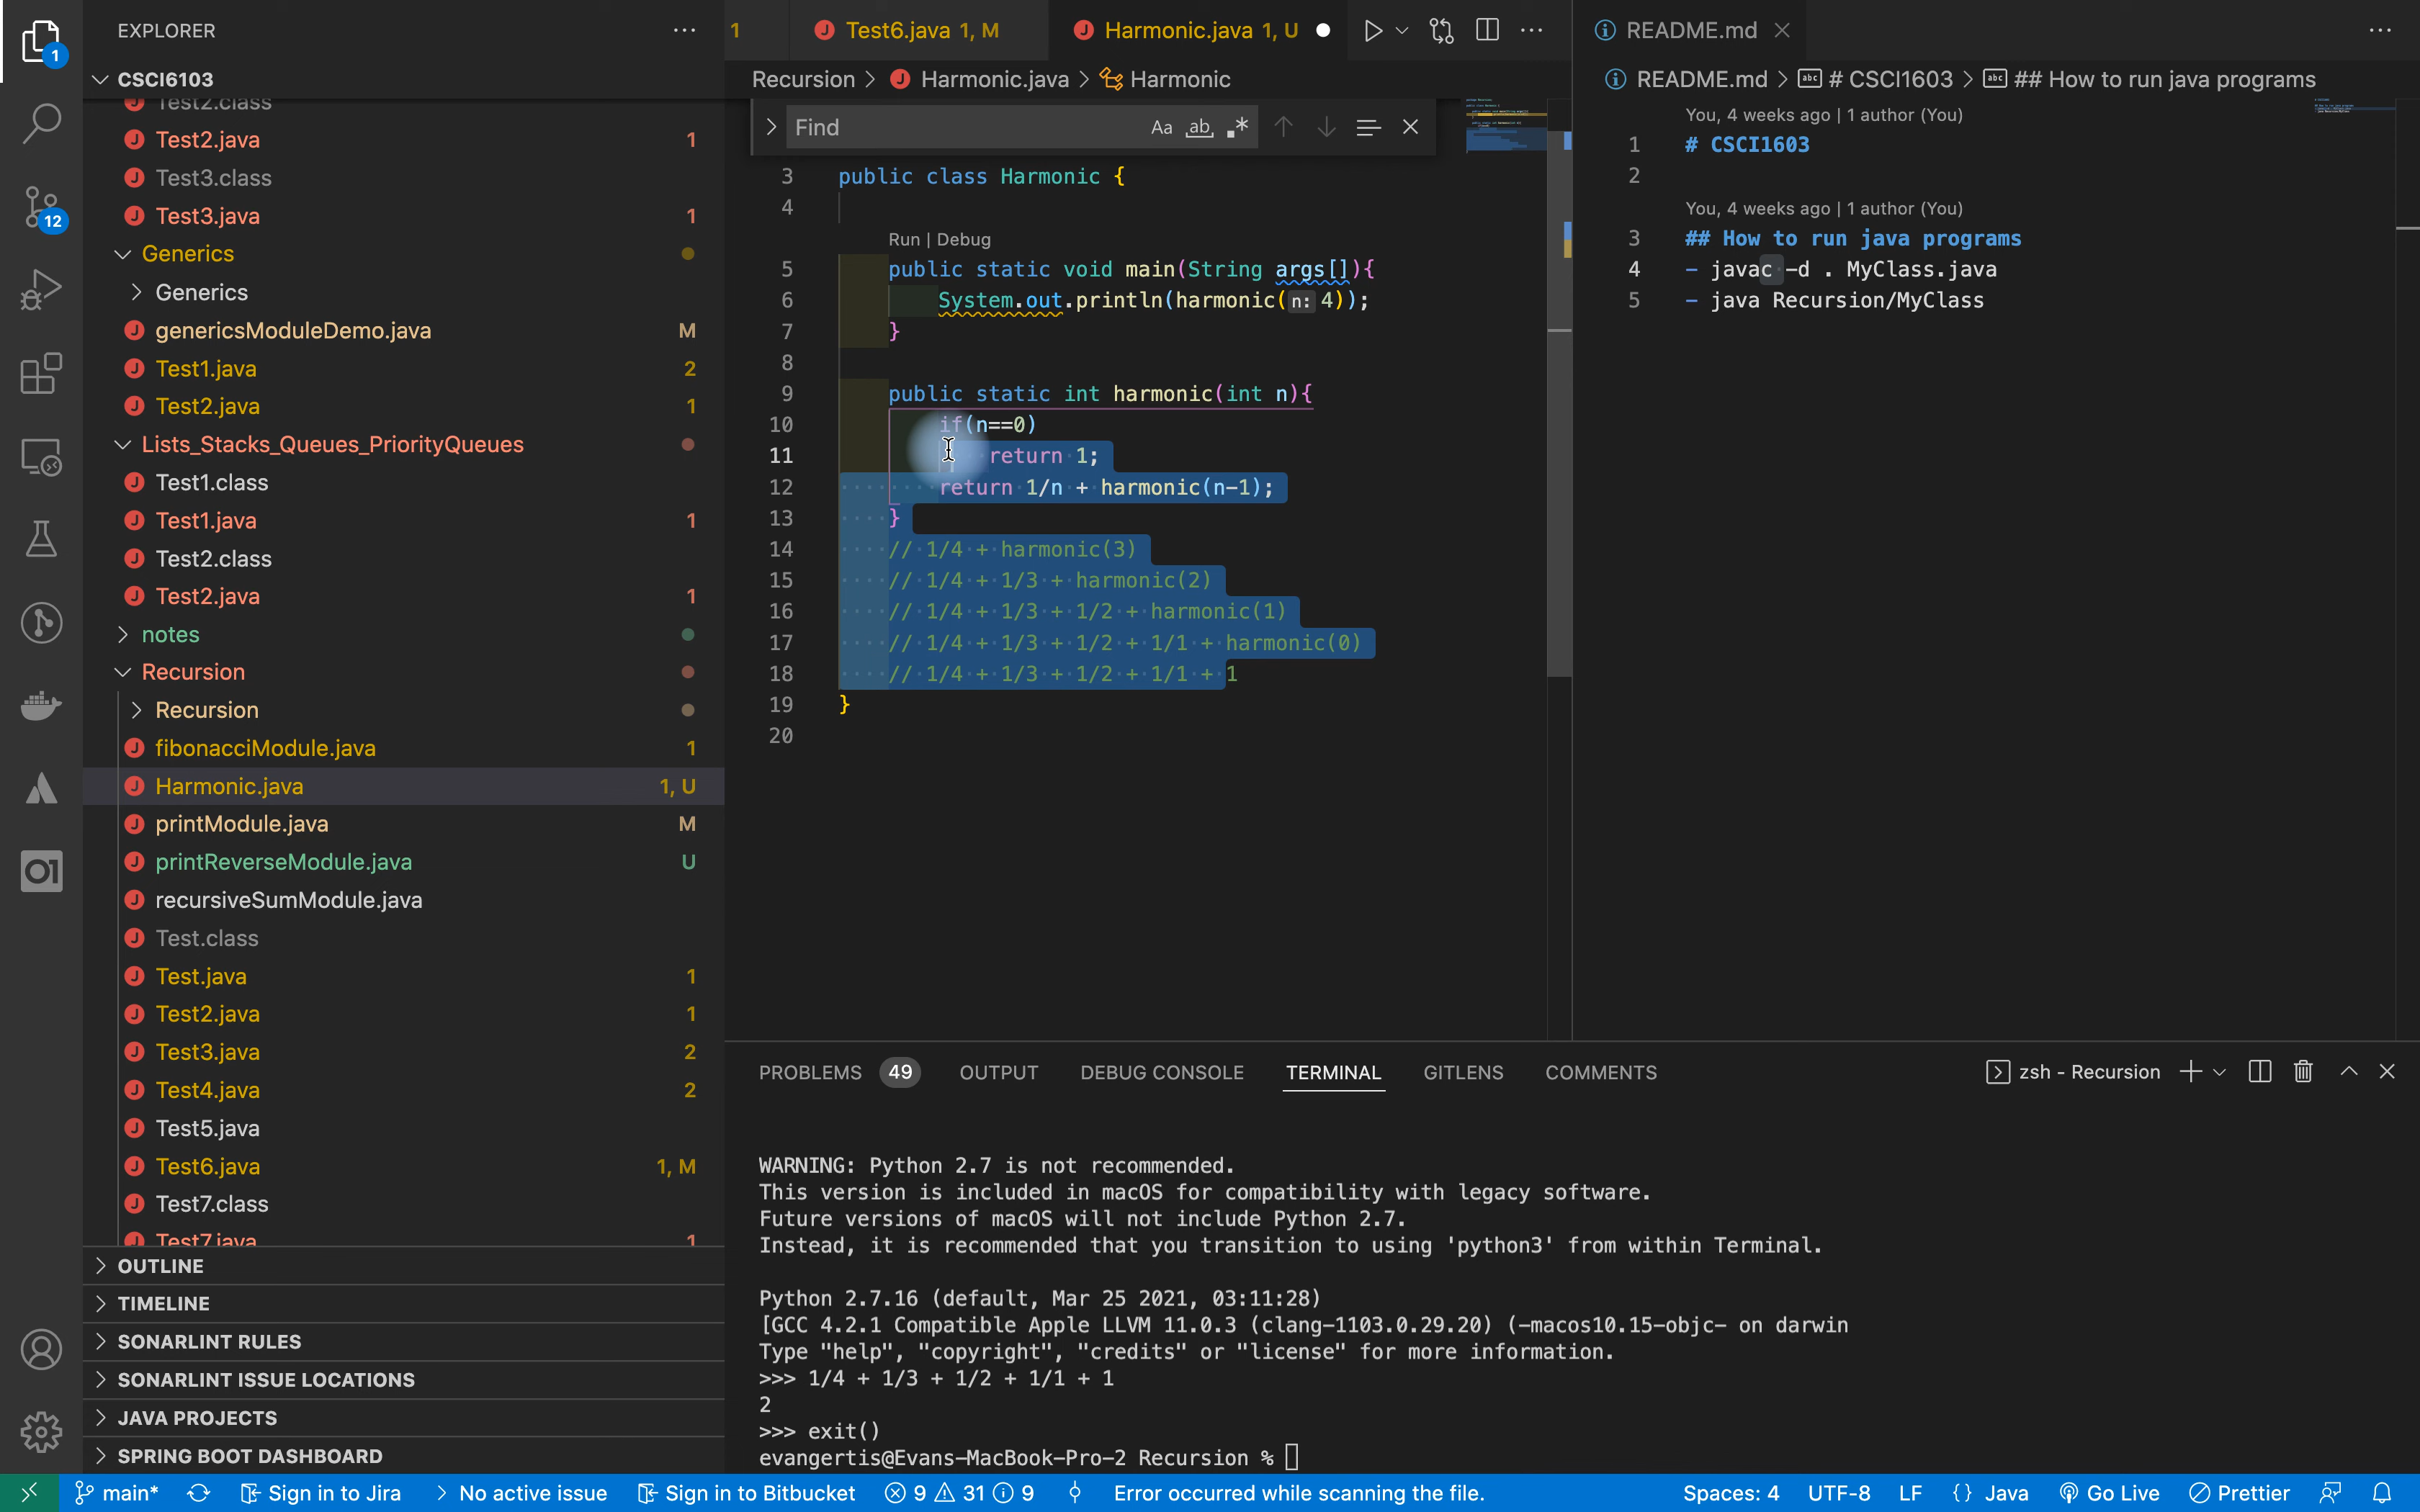 EXPLORER
CSCI6103
Test2.class
Test2.java 1
Test3.class
Test3.java 1
Generics
Generics
genericsModuleDemo.java M
Test1.java 2
Test2.java 1
Lists_Stacks_Queues_PriorityQueues
Test1.class
Test1.java 1
Test2.class
Test2.java 1
notes
Recursion
Recursion
fibonacciModule.java 1
Harmonic.java 1, U
printModule.java M
printReverseModule.java U
recursiveSumModule.java
Test.class
Test.java 1
Test2.java 1
Test3.java 2
Test4.java 2
Test5.java
Test6.java 1, M
Test7.class
Test7.java 1
OUTLINE
TIMELINE
SONARLINT RULES
SONARLINT ISSUE LOCATIONS
JAVA PROJECTS
SPRING BOOT DASHBOARD
1
12
1 Test6.java 1, M Harmonic.java 1, U
Recursion > Harmonic.java > Harmonic
Find Aa ab .*
3 public class Harmonic {
4
Run | Debug
5 public static void main(String args[]){
6 System.out.println(harmonic(n: 4));
7 }
8
9 public static int harmonic(int n){
10 if(n==0)
11 return 1;
12 return 1/n + harmonic(n-1);
13 }
14 // 1/4 + harmonic(3)
15 // 1/4 + 1/3 + harmonic(2)
16 // 1/4 + 1/3 + 1/2 + harmonic(1)
17 // 1/4 + 1/3 + 1/2 + 1/1 + harmonic(0)
18 // 1/4 + 1/3 + 1/2 + 1/1 + 1
19 }
20
README.md
README.md > # CSCI1603 > ## How to run java programs
You, 4 weeks ago | 1 author (You)
1 # CSCI1603
2
You, 4 weeks ago | 1 author (You)
3 ## How to run java programs
4 - javac -d . MyClass.java
5 - java Recursion/MyClass
PROBLEMS 49 OUTPUT DEBUG CONSOLE TERMINAL GITLENS COMMENTS zsh - Recursion
WARNING: Python 2.7 is not recommended.
This version is included in macOS for compatibility with legacy software.
Future versions of macOS will not include Python 2.7.
Instead, it is recommended that you transition to using 'python3' from within Terminal.
Python 2.7.16 (default, Mar 25 2021, 03:11:28)
[GCC 4.2.1 Compatible Apple LLVM 11.0.3 (clang-1103.0.29.20) (-macos10.15-objc- on darwin
Type "help", "copyright", "credits" or "license" for more information.
>>> 1/4 + 1/3 + 1/2 + 1/1 + 1
2
>>> exit()
evangertis@Evans-MacBook-Pro-2 Recursion %
main* Sign in to Jira No active issue Sign in to Bitbucket 9 31 9 Error occurred while scanning the file. Spaces: 4 UTF-8 LF {} Java Go Live Prettier